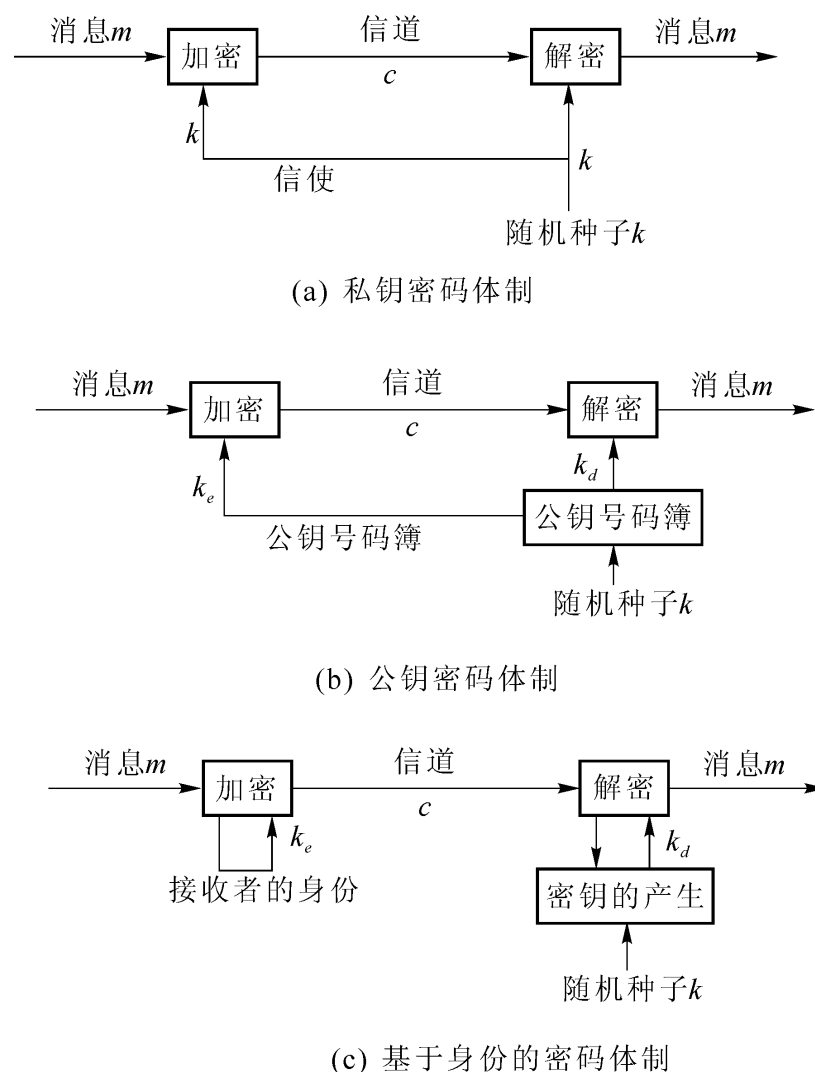 消息m 信道 消息m
加密 解密
c
k
k
信使
随机种子k
(a) 私钥密码体制
消息m 信道 消息m
加密 解密
c
k_e k_d
公钥号码簿
公钥号码簿
随机种子k
(b) 公钥密码体制
消息m 信道 消息m
加密 解密
c
k_e k_d
接收者的身份 密钥的产生
随机种子k
(c) 基于身份的密码体制